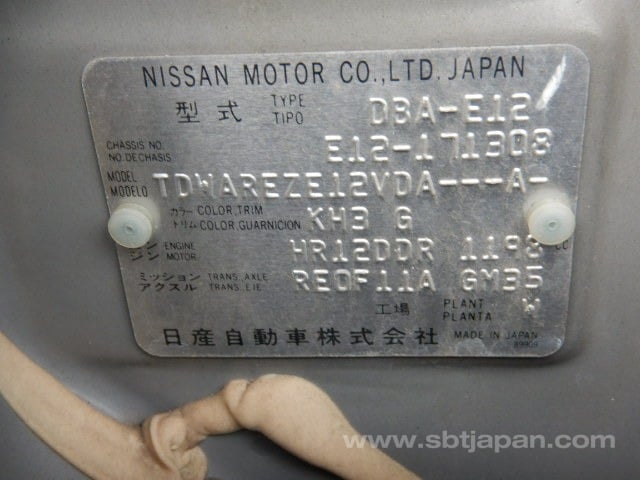 NISSAN MOTOR CO.,LTD. JAPAN
型式 TYPE TIPO DBA-E12
CHASSIS NO. NO.DECHASIS E12-171308
MODEL MODELO TDWAREZE12VDA---A-
カラー COLOR,TRIM トリム COLOR,GUARNICION KH3 G
ジン ENGINE MOTOR HR12DDR 1198 CC
ミッション TRANS, AXLE アクスル TRANS, EJE RE0F11A GM35
工場 PLANT PLANTA W
日産自動車株式会社 MADE IN JAPAN
89909
www.sbtjapan.com